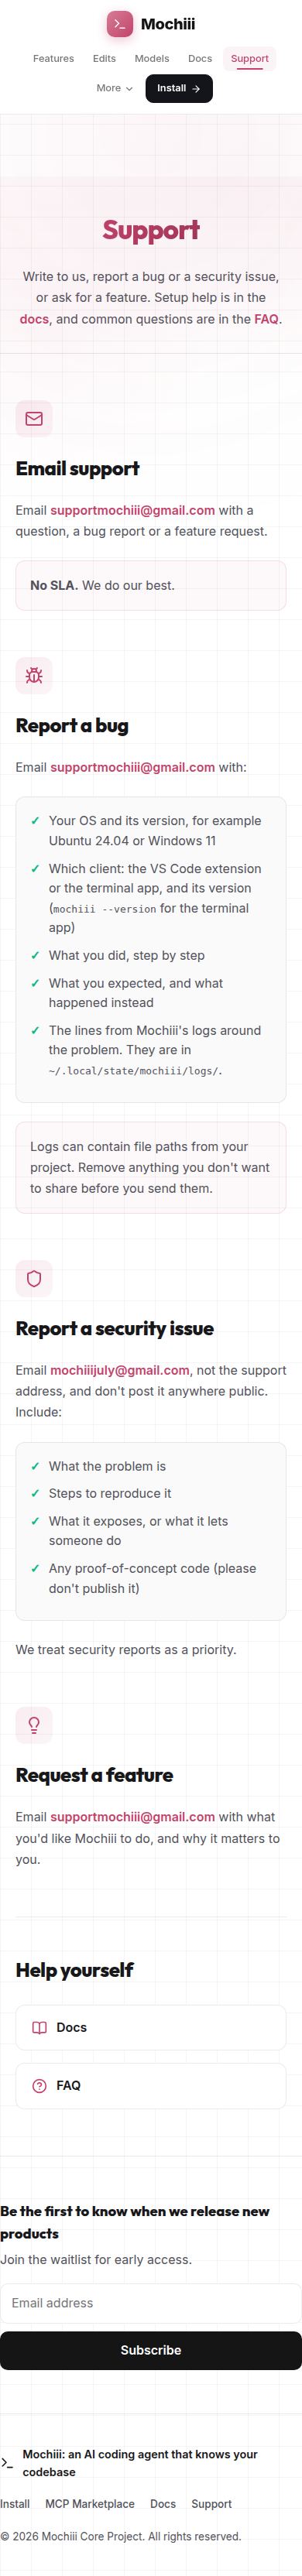 Mochiii
Features Edits Models Docs Support
More Install
Support
Write to us, report a bug or a security issue,
or ask for a feature. Setup help is in the
docs, and common questions are in the FAQ.
Email support
Email supportmochiii@gmail.com with a
question, a bug report or a feature request.
No SLA. We do our best.
Report a bug
Email supportmochiii@gmail.com with:
✓ Your OS and its version, for example
Ubuntu 24.04 or Windows 11
✓ Which client: the VS Code extension
or the terminal app, and its version
(mochiii --version for the terminal
app)
✓ What you did, step by step
✓ What you expected, and what
happened instead
✓ The lines from Mochiii's logs around
the problem. They are in
~/.local/state/mochiii/logs/.
Logs can contain file paths from your
project. Remove anything you don't want
to share before you send them.
Report a security issue
Email mochiiijuly@gmail.com, not the support
address, and don't post it anywhere public.
Include:
✓ What the problem is
✓ Steps to reproduce it
✓ What it exposes, or what it lets
someone do
✓ Any proof-of-concept code (please
don't publish it)
We treat security reports as a priority.
Request a feature
Email supportmochiii@gmail.com with what
you'd like Mochiii to do, and why it matters to
you.
Help yourself
Docs
FAQ
Be the first to know when we release new
products
Join the waitlist for early access.
Email address
Subscribe
Mochiii: an AI coding agent that knows your
codebase
Install MCP Marketplace Docs Support
© 2026 Mochiii Core Project. All rights reserved.